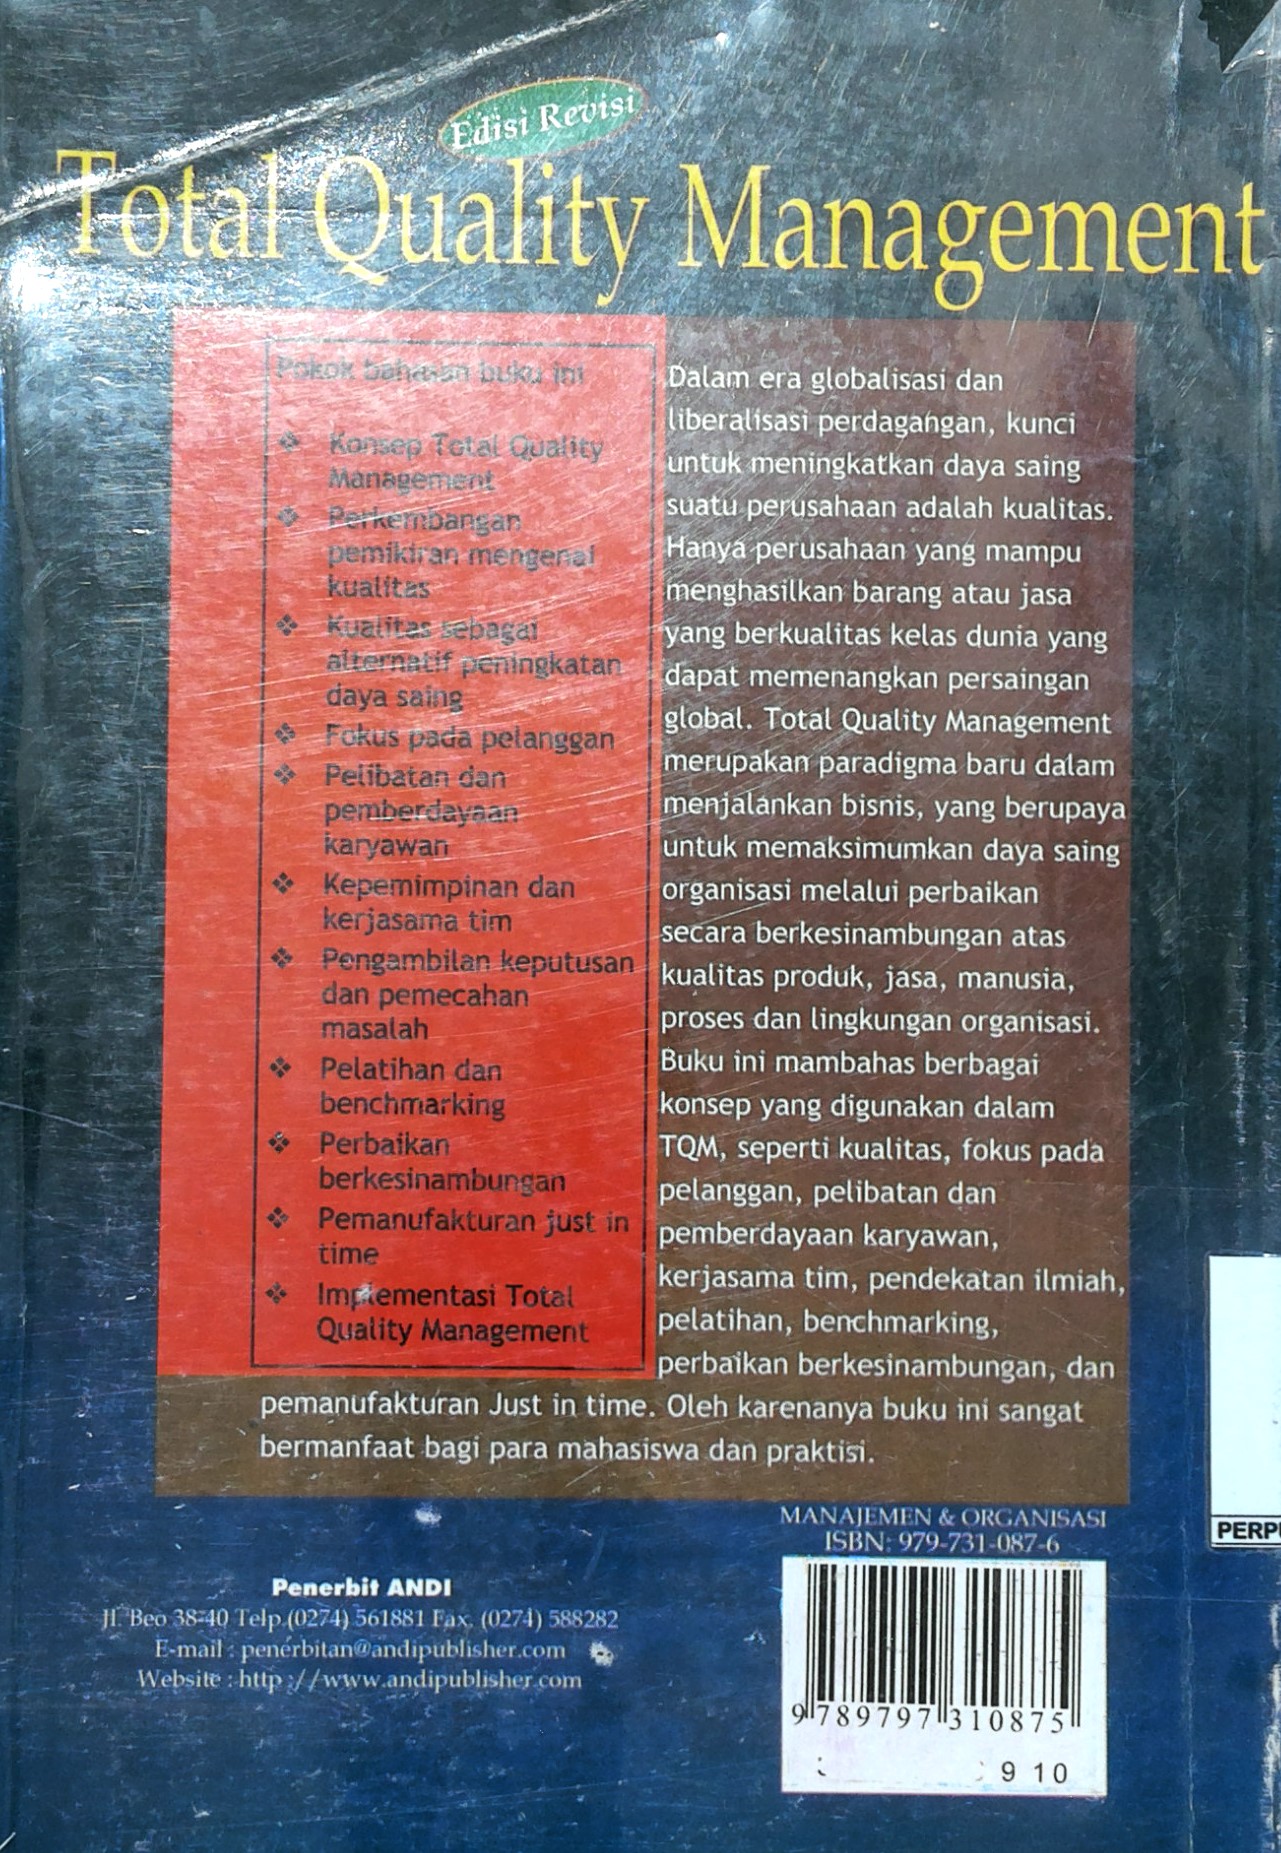 Edisi Revisi
Total Quality Management
Pokok bahasan buku ini
❖ Konsep Total Quality
Management
❖ Perkembangan
pemikiran mengenai
kualitas
❖ Kualitas sebagai
alternatif peningkatan
daya saing
❖ Fokus pada pelanggan
❖ Pelibatan dan
pemberdayaan
karyawan
❖ Kepemimpinan dan
kerjasama tim
❖ Pengambilan keputusan
dan pemecahan
masalah
❖ Pelatihan dan
benchmarking
❖ Perbaikan
berkesinambungan
❖ Pemanufakturan just in
time
❖ Implementasi Total
Quality Management
Dalam era globalisasi dan
liberalisasi perdagangan, kunci
untuk meningkatkan daya saing
suatu perusahaan adalah kualitas.
Hanya perusahaan yang mampu
menghasilkan barang atau jasa
yang berkualitas kelas dunia yang
dapat memenangkan persaingan
global. Total Quality Management
merupakan paradigma baru dalam
menjalankan bisnis, yang berupaya
untuk memaksimumkan daya saing
organisasi melalui perbaikan
secara berkesinambungan atas
kualitas produk, jasa, manusia,
proses dan lingkungan organisasi.
Buku ini mambahas berbagai
konsep yang digunakan dalam
TQM, seperti kualitas, fokus pada
pelanggan, pelibatan dan
pemberdayaan karyawan,
kerjasama tim, pendekatan ilmiah,
pelatihan, benchmarking,
perbaikan berkesinambungan, dan
pemanufakturan Just in time. Oleh karenanya buku ini sangat
bermanfaat bagi para mahasiswa dan praktisi.
MANAJEMEN & ORGANISASI
ISBN: 979-731-087-6
Penerbit ANDI
Jl. Beo 38-40 Telp.(0274) 561881 Fax. (0274) 588282
E-mail : penerbitan@andipublisher.com
Website : http ://www.andipublisher.com
9 789797 310875
9 10
PERPU